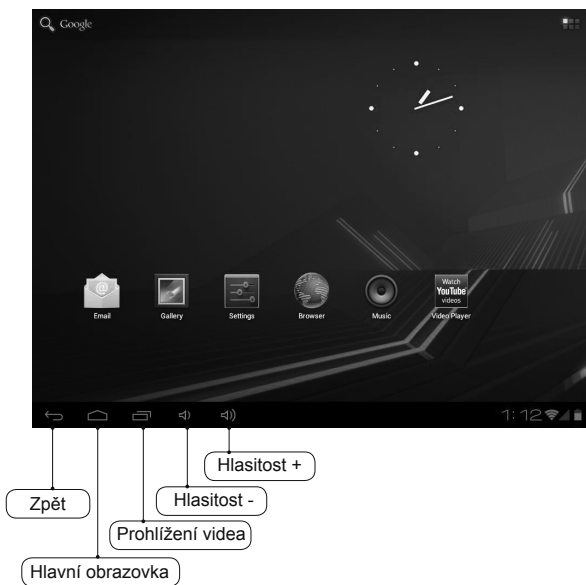 Google
Email
Gallery
Settings
Browser
Music
Watch
YouTube
videos
Video Player
1:12
Hlasitost +
Zpět
Hlasitost -
Prohlížení videa
Hlavní obrazovka